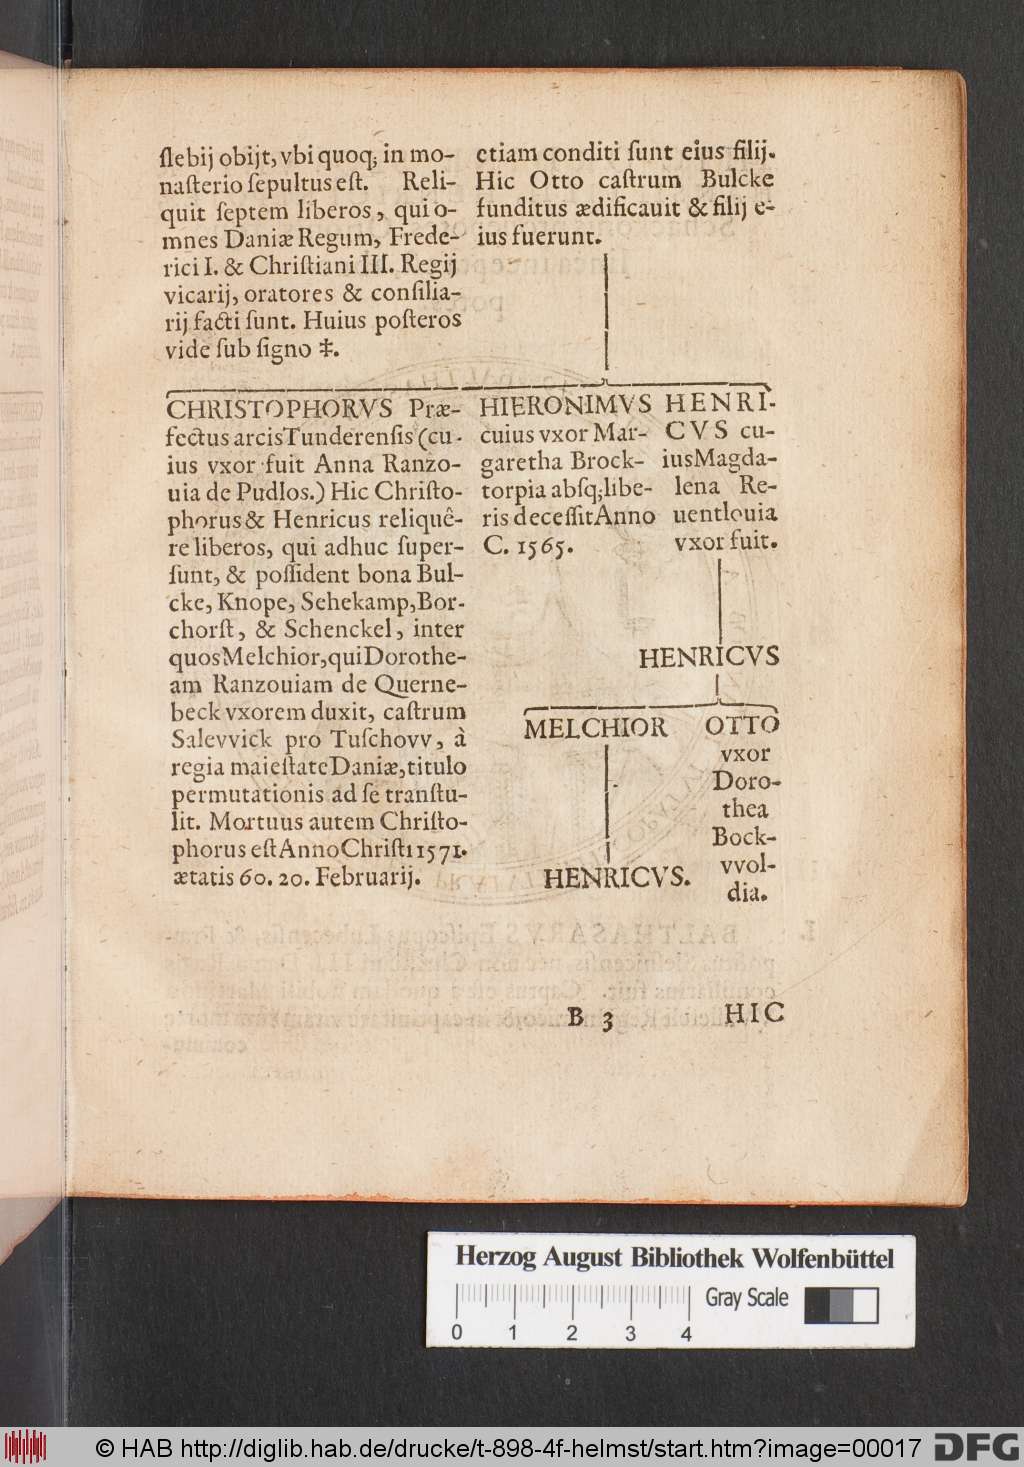 ſlebij obijt, vbi quoq; in mo-
naſterio ſepultus eſt. Reli-
quit ſeptem liberos, qui o-
mnes Daniæ Regum, Frede-
rici I. & Chriſtiani III. Regij
vicarij, oratores & conſilia-
rij facti ſunt. Huius poſteros
vide ſub ſigno ‡.
etiam conditi ſunt eius filij.
Hic Otto caſtrum Bulcke
funditus ædificauit & filij e-
ius fuerunt.
CHRISTOPHORVS Præ-
fectus arcis Tunderenſis (cu-
ius vxor fuit Anna Ranzo-
uia de Pudlos.) Hic Chriſto-
phorus & Henricus reliquê-
re liberos, qui adhuc ſuper-
ſunt, & poſſident bona Bul-
cke, Knope, Sehekamp, Bor-
chorſt, & Schenckel, inter
quos Melchior, qui Dorothe-
am Ranzouiam de Querne-
beck vxorem duxit, caſtrum
Salevvick pro Tuſchovv, à
regia maieſtate Daniæ, titulo
permutationis ad ſe tranſtu-
lit. Mortuus autem Chriſto-
phorus eſt Anno Chriſti 1571.
ætatis 60. 20. Februarij.
HIERONIMVS
cuius vxor Mar-
garetha Brock-
torpia abſq; libe-
ris deceſſit Anno
C. 1565.
HENRI-
CVS cu-
ius Magda-
lena Re-
uentlouia
vxor fuit.
HENRICVS
MELCHIOR
HENRICVS.
OTTO
vxor
Doro-
thea
Bock-
vvol-
dia.
B 3
HIC
Herzog August Bibliothek Wolfenbüttel
0 1 2 3 4
Gray Scale
© HAB http://diglib.hab.de/drucke/t-898-4f-helmst/start.htm?image=00017
DFG